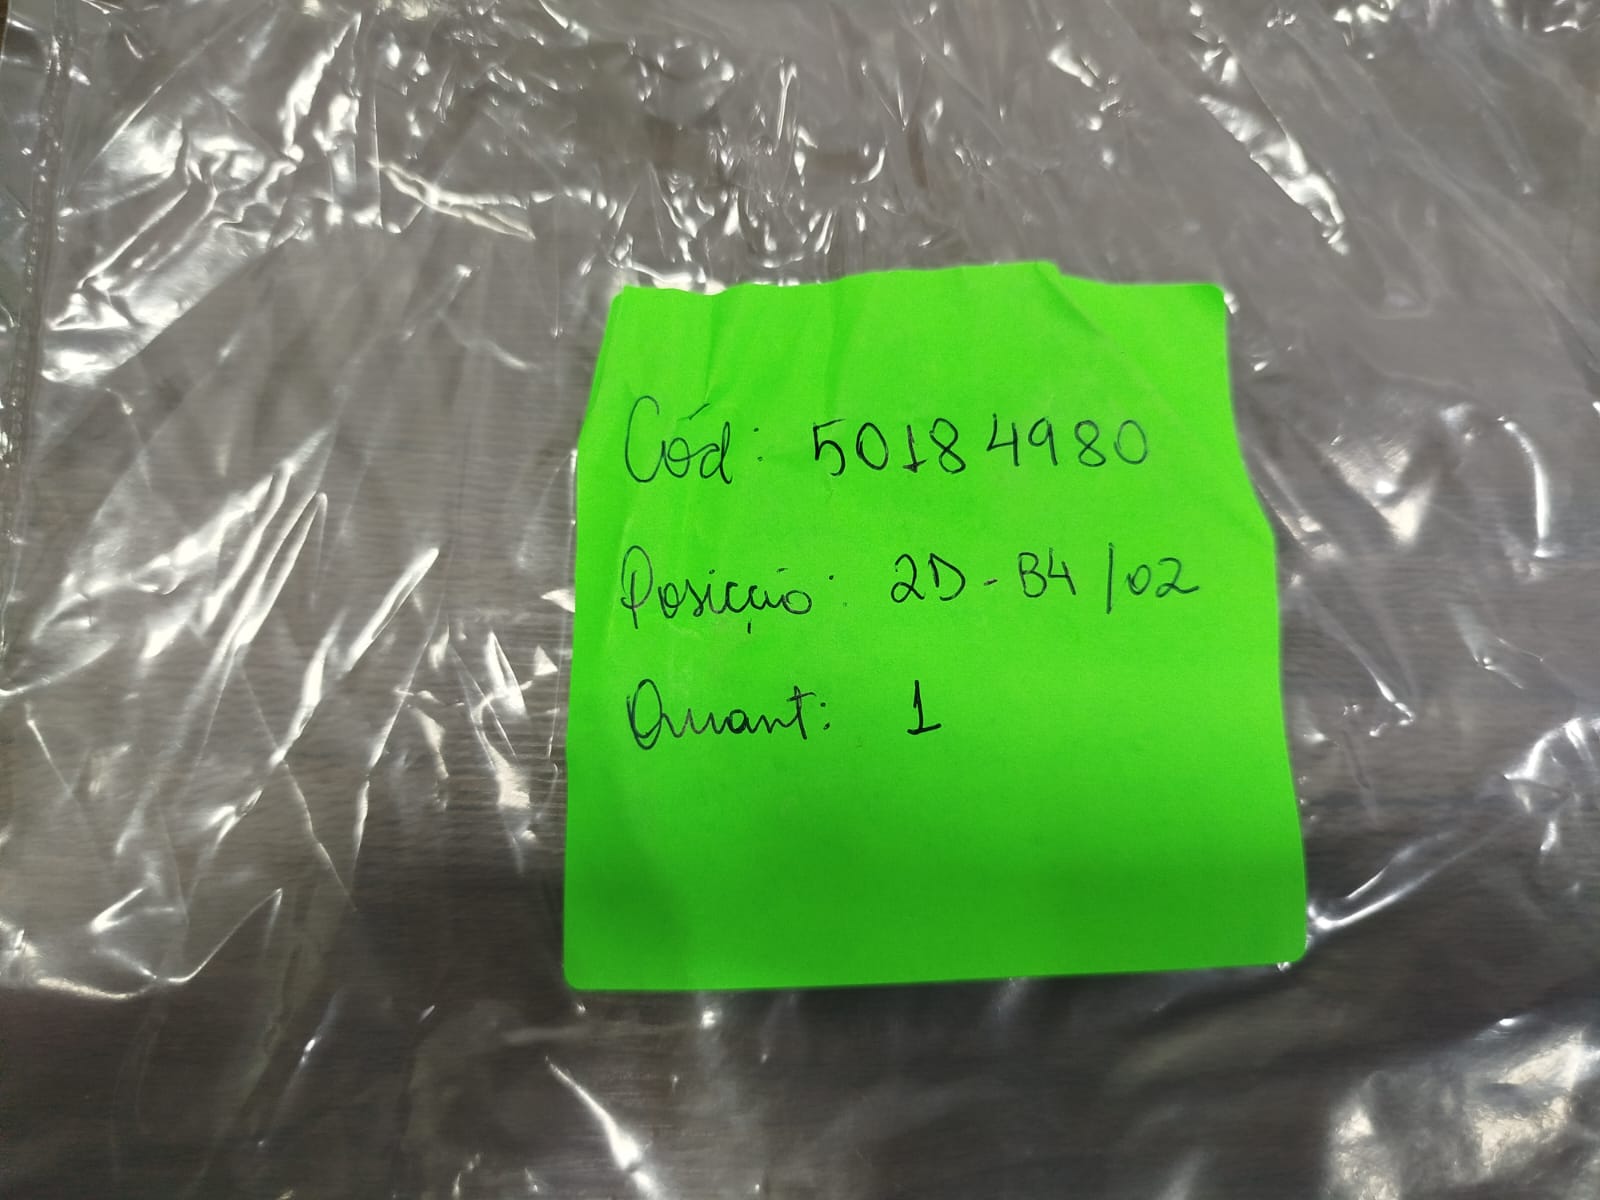 Cód: 50184980
Posição: 2D - B4 /02
Quant: 1